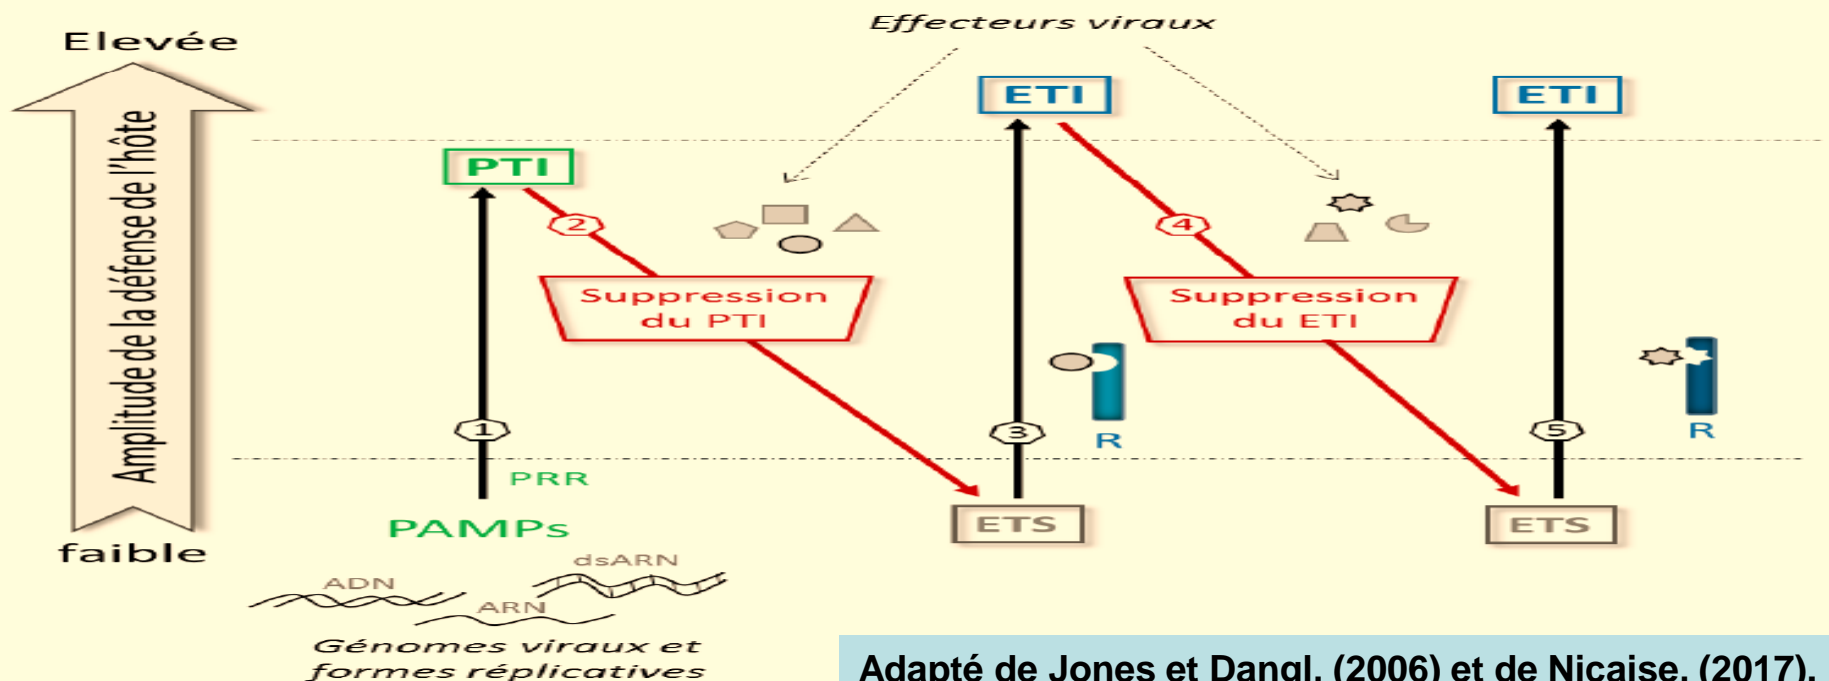 Effecteurs viraux
Elevée
Amplitude de la défense de l'hôte
faible
PTI
ETI
ETI
2
4
Suppression
du PTI
Suppression
du ETI
1
3
5
R
R
PRR
PAMPs
ETS
ETS
ADN
dsARN
ARN
Génomes viraux et
formes réplicatives
Adapté de Jones et Dangl, (2006) et de Nicaise, (2017).